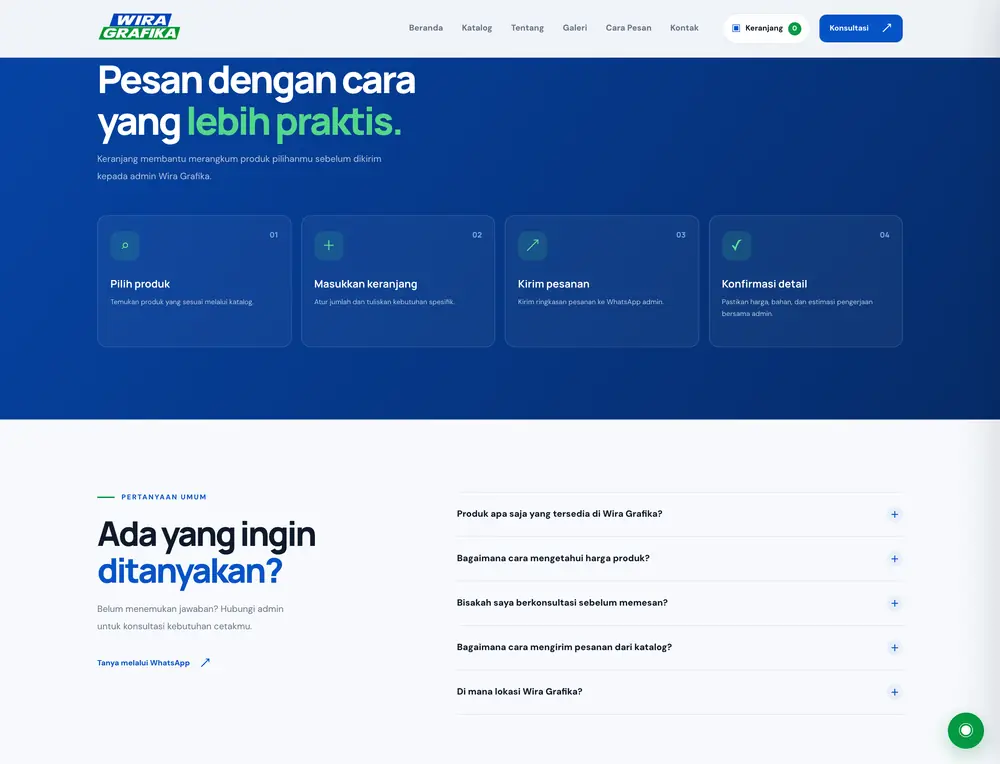 WIRA
GRAFIKA
Beranda
Katalog
Tentang
Galeri
Cara Pesan
Kontak
Keranjang
0
Konsultasi
Pesan dengan cara
yang lebih praktis.
Keranjang membantu merangkum produk pilihanmu sebelum dikirim
kepada admin Wira Grafika.
01
Pilih produk
Temukan produk yang sesuai melalui katalog.
02
Masukkan keranjang
Atur jumlah dan tuliskan kebutuhan spesifik.
03
Kirim pesanan
Kirim ringkasan pesanan ke WhatsApp admin.
04
Konfirmasi detail
Pastikan harga, bahan, dan estimasi pengerjaan
bersama admin.
PERTANYAAN UMUM
Ada yang ingin
ditanyakan?
Belum menemukan jawaban? Hubungi admin
untuk konsultasi kebutuhan cetakmu.
Tanya melalui WhatsApp
Produk apa saja yang tersedia di Wira Grafika?
Bagaimana cara mengetahui harga produk?
Bisakah saya berkonsultasi sebelum memesan?
Bagaimana cara mengirim pesanan dari katalog?
Di mana lokasi Wira Grafika?